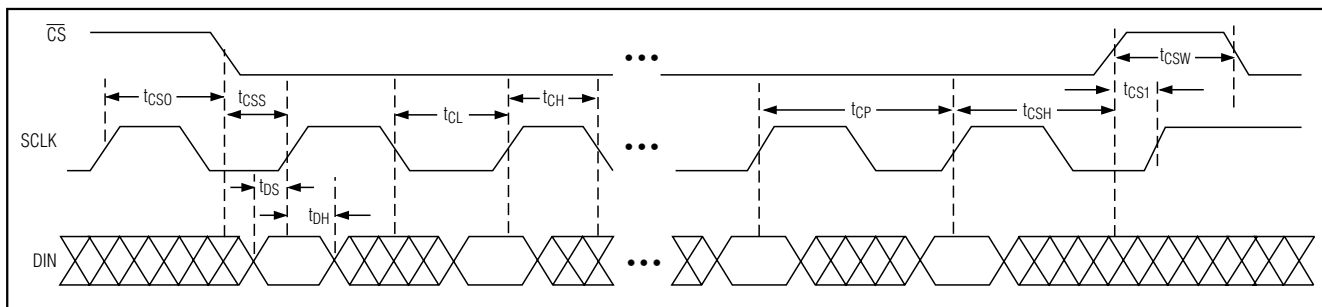 CS
tCSW
tCSO
tCSS
tCL
tCH
tCP
tCSH
tCS1
SCLK
tDS
tDH
DIN